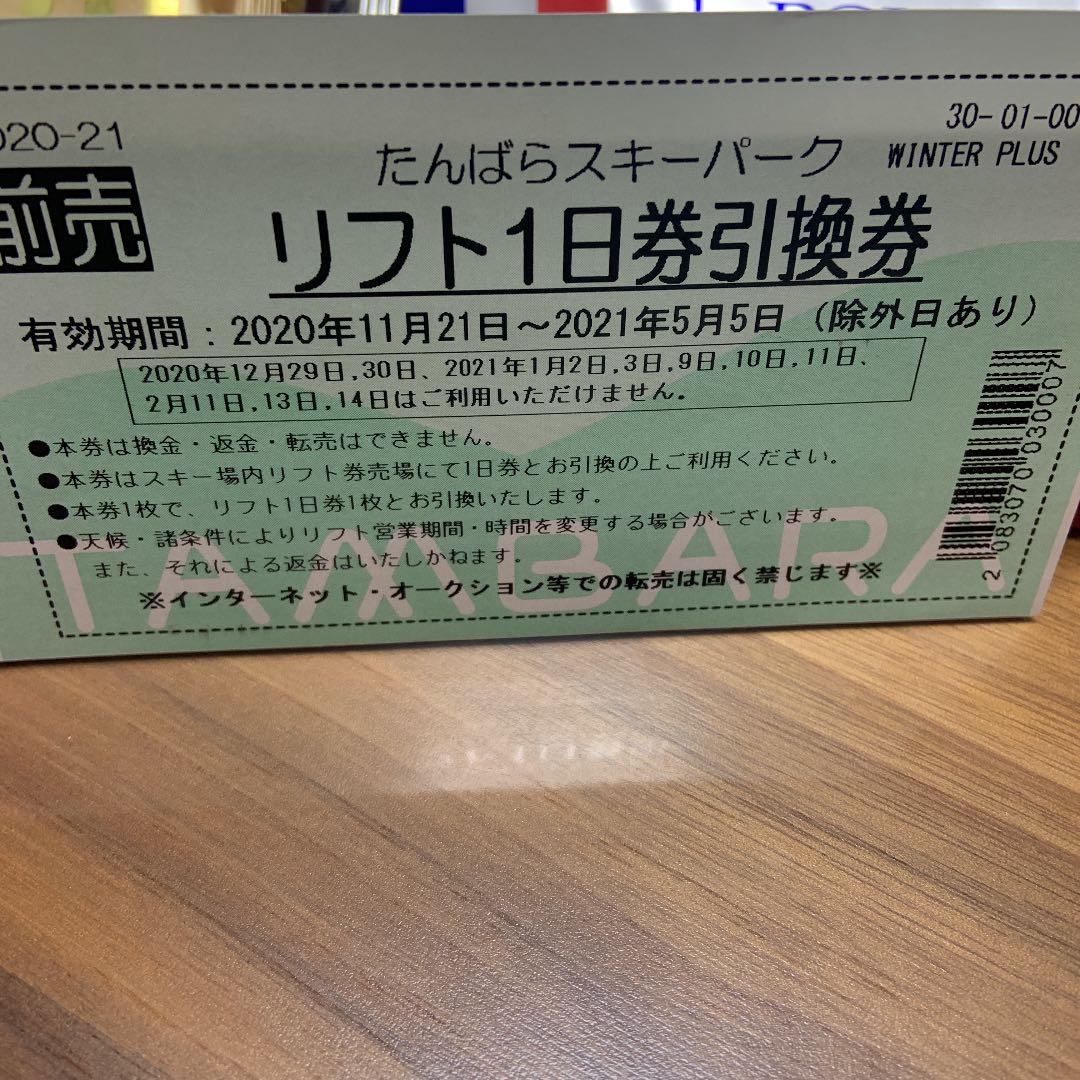 020-21
30-01-00
前売
たんばらスキーパーク
WINTER PLUS
リフト1日券引換券
有効期間：2020年11月21日～2021年5月5日（除外日あり）
2020年12月29日,30日、2021年1月2日,3日,9日,10日,11日、
2月11日,13日,14日はご利用いただけません。
●本券は換金・返金・転売はできません。
●本券はスキー場内リフト券売場にて1日券とお引換の上ご利用ください。
●本券1枚で、リフト1日券1枚とお引換いたします。
●天候・諸条件によりリフト営業期間・時間を変更する場合がございます。
また、それによる返金はいたしかねます。
※インターネット・オークション等での転売は固く禁じます※
TAMBARA
2 083070 030007